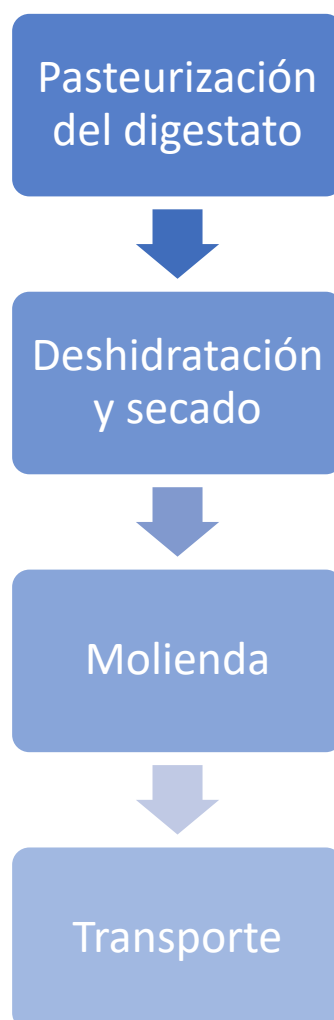 Pasteurización
del digestato
Deshidratación
y secado
Molienda
Transporte